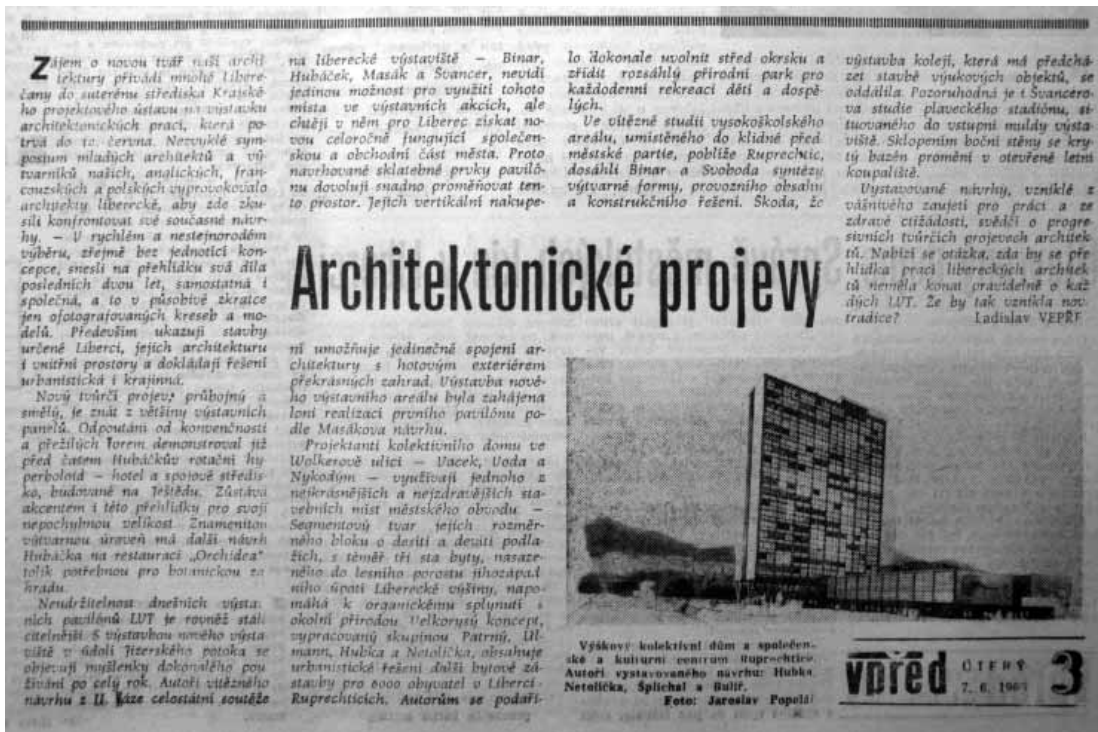 Zájem o novou tvář naší archi
tektury přivádí mnohé Libere-
čany do suterénu střediska Krajské-
ho projektového ústavu na výstavku
architektonických prací, která po-
trvá do 12. června. Nezvyklé sym-
posium mladých architektů a vý-
tvarníků našich, anglických, fran-
couzských a polských vyprovokovalo
architekty liberecké, aby zde zku-
sili konfrontovat své současné návr-
hy. — V rychlém a nestejnorodém
výběru, zřejmě bez jednotící kon-
cepce, snesli na přehlídku svá díla
posledních dvou let, samostatná i
společná, a to v působivé zkratce
jen ofotografovaných kreseb a mo-
delů. Především ukazují stavby
určené Liberci, jejich architekturu
i vnitřní prostory a dokládají řešení
urbanistická i krajinná.
Nový tvůrčí projev, průbojný a
smělý, je znát z většiny výstavních
panelů. Odpoutání od konvenčnosti
a přežilých forem demonstroval již
před časem Hubáčkův rotační hy
perboloid — hotel a spojové středis-
ko, budované na Ještědu. Zůstává
akcentem i této přehlídky pro svoji
nepochybnou velikost. Znamenitou
výtvarnou úroveň má další návrh
Hubáčka na restauraci „Orchidea"
tolik potřebnou pro botanickou za
hradu.
Neudržitelnost dnešních výsta.
ních pavilónů LVT je rovněž stále
citelnější. S výstavbou nového výsta
viště v údolí Jizerského potoka se
objevují myšlenky dokonalého pou
žívání po celý rok. Autoři vítězného
návrhu z II. fáze celostátní soutěže
na liberecké výstaviště — Binar,
Hubáček, Masák a Švancer, nevidí
jedinou možnost pro využití tohoto
místa ve výstavních akcích, ale
chtějí v něm pro Liberec získat no-
vou celoročně fungující společen-
skou a obchodní část města. Proto
navrhované skladebné prvky paviló-
nu dovolují snadno proměňovat ten-
to prostor. Jejich vertikální nakupe-
Architektonické projevy
ní umožňuje jedinečné spojení ar-
chitektury s hotovým exteriérem
překrásných zahrad. Výstavba nové-
ho výstavního areálu byla zahájena
loni realizací prvního pavilónu po-
dle Masákova návrhu.
Projektanti kolektivního domu ve
Wolkerově ulici — Vacek, Voda a
Nykodým — využívají jednoho z
nejkrásnějších a nejzdravějších sta-
vebních míst městského obvodu. —
Segmentový tvar jejich rozměr-
ného bloku o desíti a devíti podla-
žích, s téměř tři sta byty, nasaze-
ného do lesního porostu jihozápad
ního úpatí Liberecké výšiny, napo-
máhá k organickému splynutí s
okolní přírodou. Velkorysý koncept,
vypracovaný skupinou Patrný, Ul-
mann, Hubka a Netolička, obsahuje
urbanistické řešení další bytové zá-
stavby pro 6000 obyvatel v Liberci-
Ruprechticích. Autorům se podaři-
lo dokonale uvolnit střed okrsku a
zřídit rozsáhlý přírodní park pro
každodenní rekreaci dětí a dospě-
lých.
Ve vítězné studii vysokoškolského
areálu, umístěného do klidné před
městské partie, poblíže Ruprechtic,
dosáhli Binar a Svoboda syntézy
výtvarné formy, provozního obsahu
a konstrukčního řešení. Škoda, že
výstavba kolejí, která má předchá-
zet stavbě výukových objektů, se
oddálila. Pozoruhodná je i Švancero-
va studie plaveckého stadiónu, si-
tuovaného do vstupní muldy výsta-
viště. Sklopením boční stěny se kry-
tý bazén promění v otevřené letní
koupaliště.
Vystavované návrhy, vzniklé z
vášnivého zaujetí pro práci a ze
zdravé ctižádosti, svědčí o progre-
sivních tvůrčích projevech architek
tů. Nabízí se otázka, zda by se pře
hlídka prací libereckých architek
tů neměla konat pravidelně o kaž
dých LVT. Že by tak vznikla nov.
tradice? Ladislav VEPŘE
Výškový kolektivní dům a společen-
ské a kulturní centrum Ruprechtice.
Autoři vystavovaného návrhu: Hubka
Netolička, Šplíchal a Bulíř.
Foto: Jaroslav Popelář
vpřed ÚTERÝ 3
7. 6.